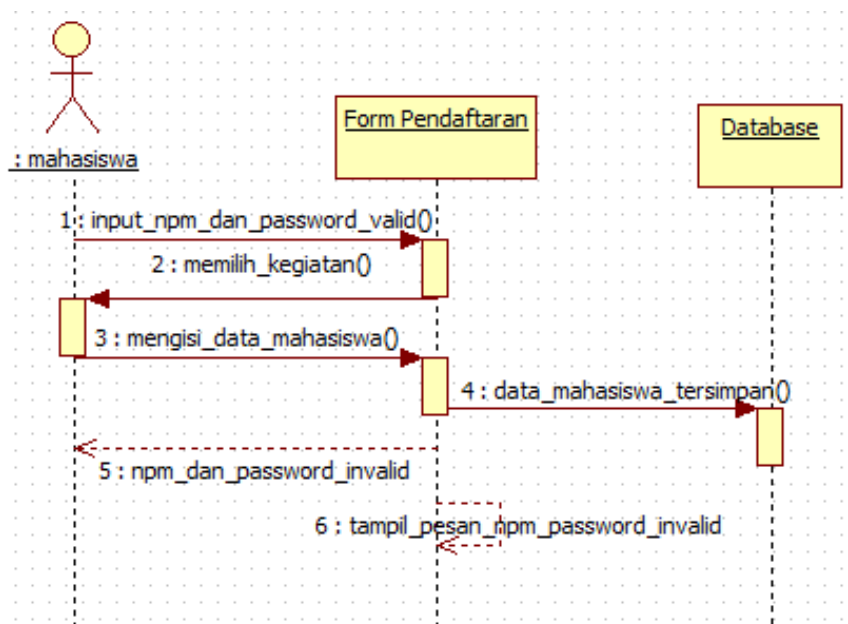 : mahasiswa
Form Pendaftaran
Database
1 : input_npm_dan_password_valid()
2 : memilih_kegiatan()
3 : mengisi_data_mahasiswa()
4 : data_mahasiswa_tersimpan()
5 : npm_dan_password_invalid
6 : tampil_pesan_npm_password_invalid